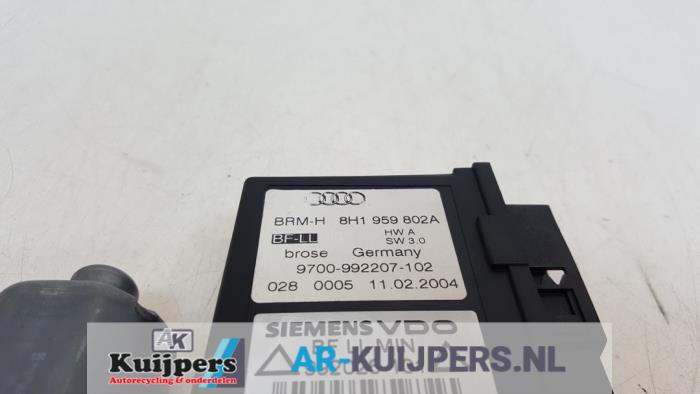 BRM-H 8H1 959 802A
BF-LL HW A
SW 3.0
brose Germany
9700-992207-102
028 0005 11.02.2004
SIEMENS VDO
AK
Kuijpers
Autorecycling & onderdelen
AR-KUIJPERS.NL